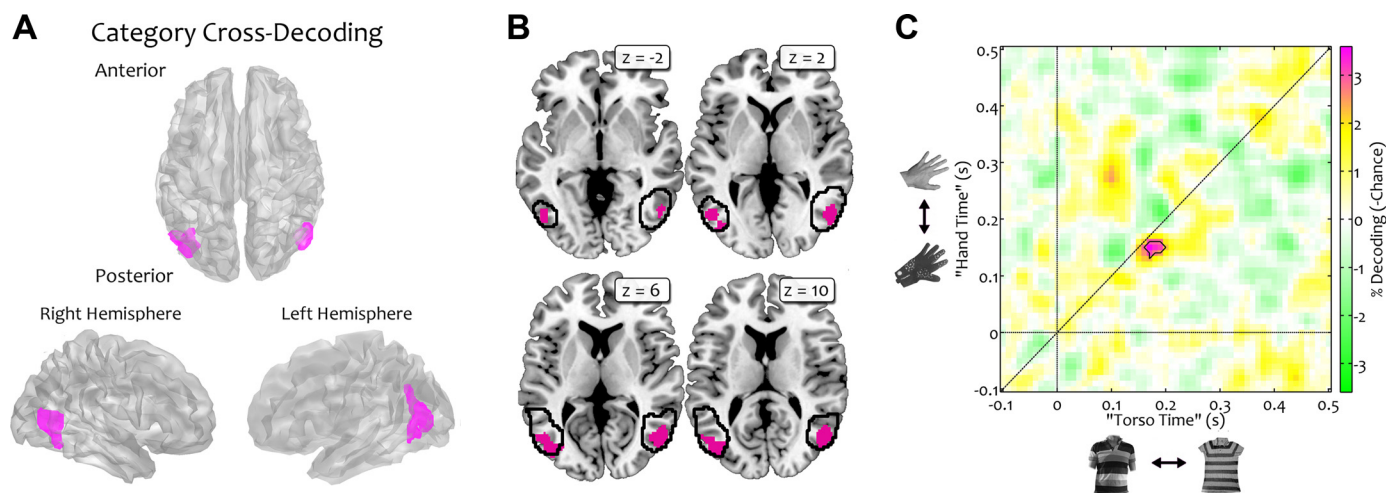 A
Category Cross-Decoding
Anterior
Posterior
Right Hemisphere
Left Hemisphere
B
z = -2
z = 2
z = 6
z = 10
C
"Hand Time" (s)
0.5
0.4
0.3
0.2
0.1
0
-0.1
-0.1 0 0.1 0.2 0.3 0.4 0.5
"Torso Time" (s)
3
2
1
0
-1
-2
-3
% Decoding (-Chance)